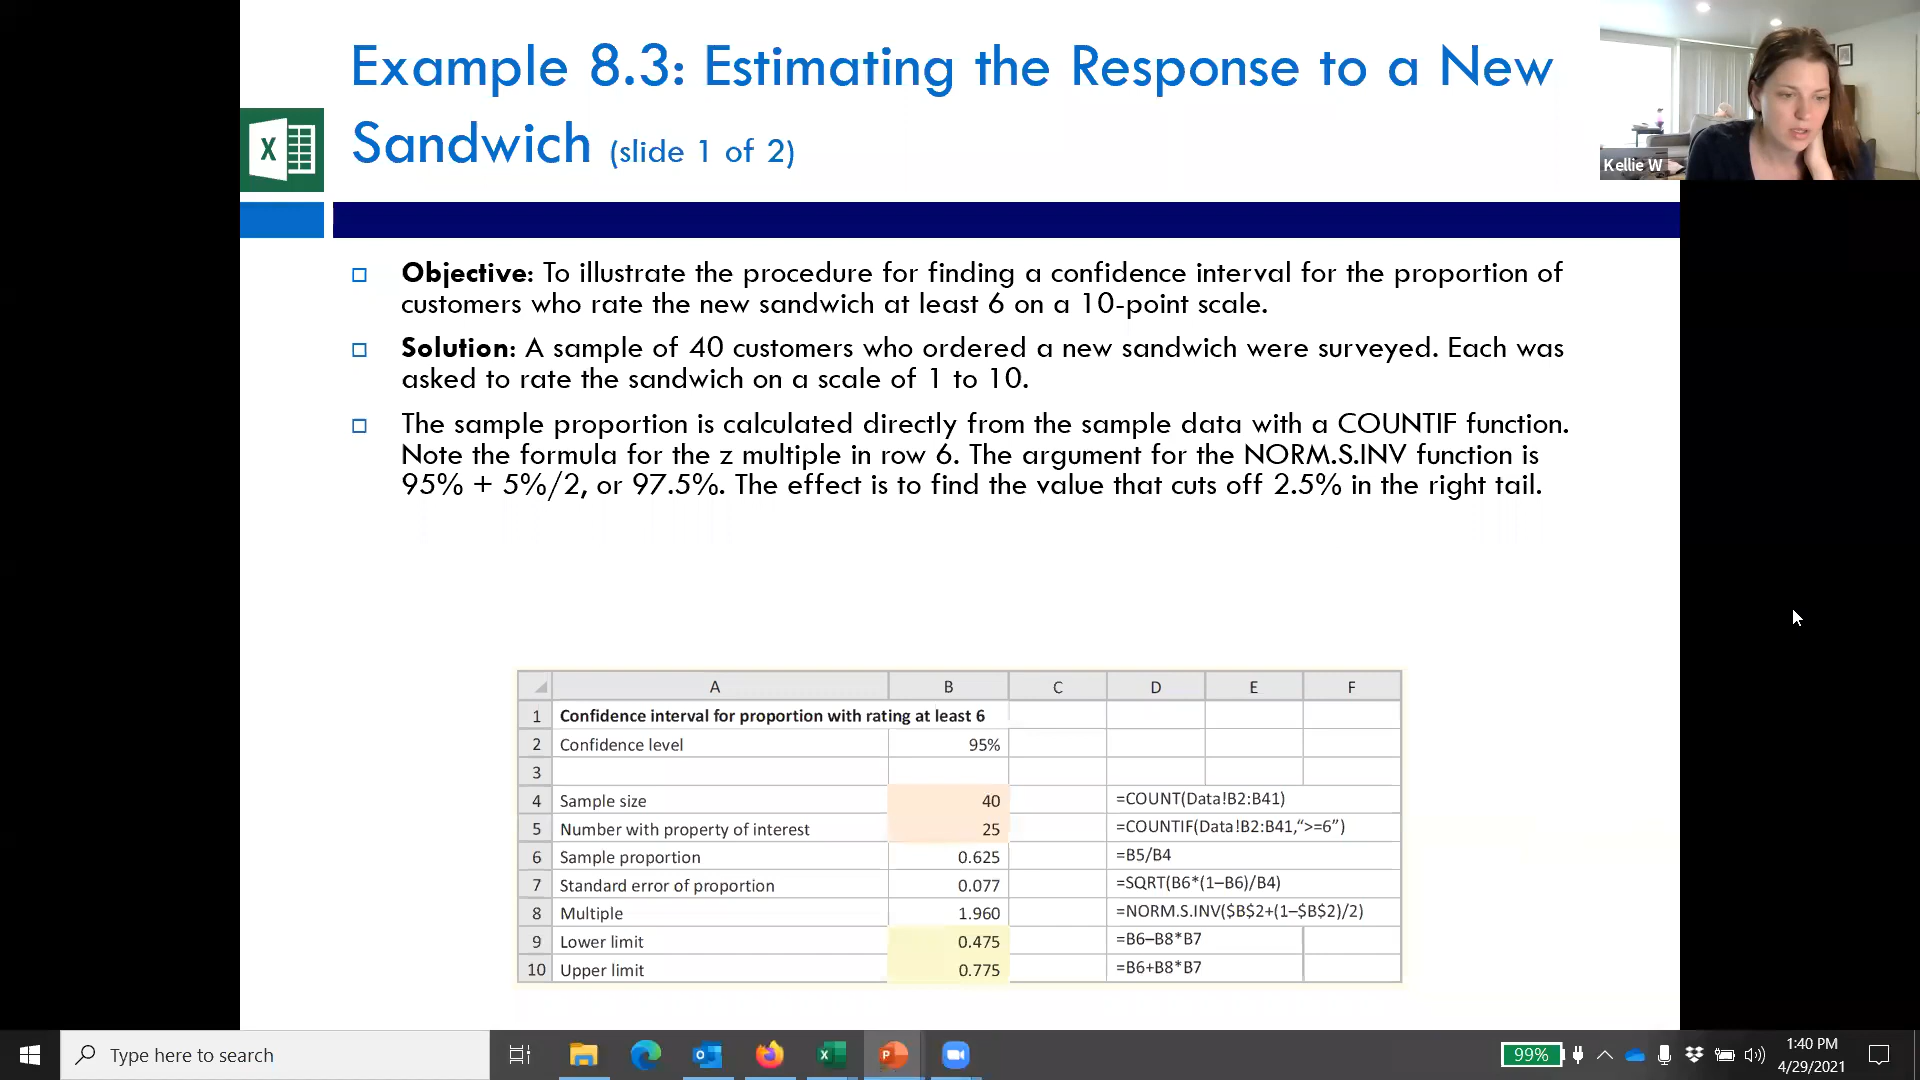 Example 8.3: Estimating the Response to a New
Sandwich (slide 1 of 2)
X
Kellie W
Objective: To illustrate the procedure for finding a confidence interval for the proportion of
customers who rate the new sandwich at least 6 on a 10-point scale.
Solution: A sample of 40 customers who ordered a new sandwich were surveyed. Each was
asked to rate the sandwich on a scale of 1 to 10.
The sample proportion is calculated directly from the sample data with a COUNTIF function.
Note the formula for the z multiple in row 6. The argument for the NORM.S.INV function is
95% + 5%/2, or 97.5%. The effect is to find the value that cuts off 2.5% in the right tail.
A B C D E F
1 Confidence interval for proportion with rating at least 6
2 Confidence level 95%
3
4 Sample size 40 =COUNT(Data!B2:B41)
5 Number with property of interest 25 =COUNTIF(Data!B2:B41,“>=6”)
6 Sample proportion 0.625 =B5/B4
7 Standard error of proportion 0.077 =SQRT(B6*(1–B6)/B4)
8 Multiple 1.960 =NORM.S.INV($B$2+(1–$B$2)/2)
9 Lower limit 0.475 =B6–B8*B7
10 Upper limit 0.775 =B6+B8*B7
Type here to search
99%
1:40 PM
4/29/2021